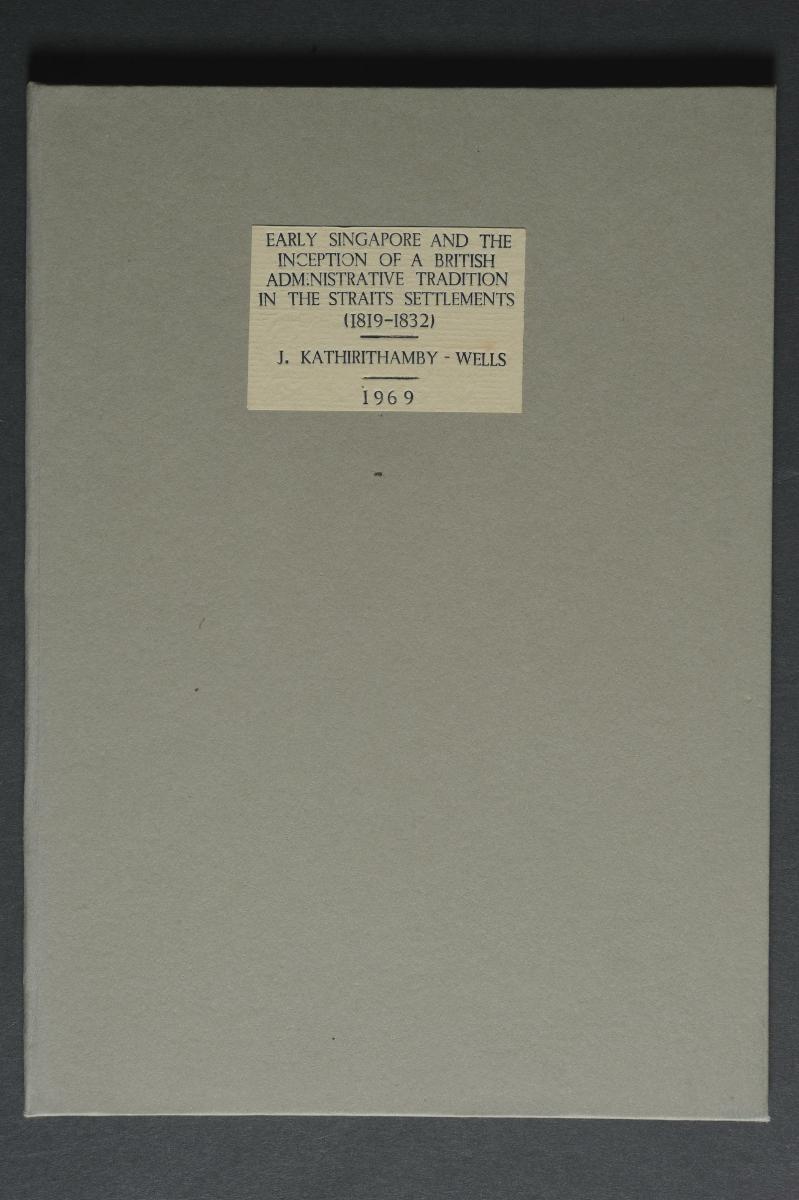 EARLY SINGAPORE AND THE
INCEPTION OF A BRITISH
ADMINISTRATIVE TRADITION
IN THE STRAITS SETTLEMENTS
(1819-1832)
J. KATHIRITHAMBY - WELLS
1969